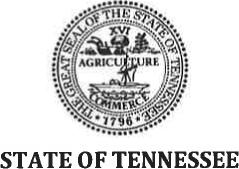 THE GREAT SEAL OF THE STATE OF TENNESSEE
XVI
AGRICULTURE
COMMERCE
1796
STATE OF TENNESSEE